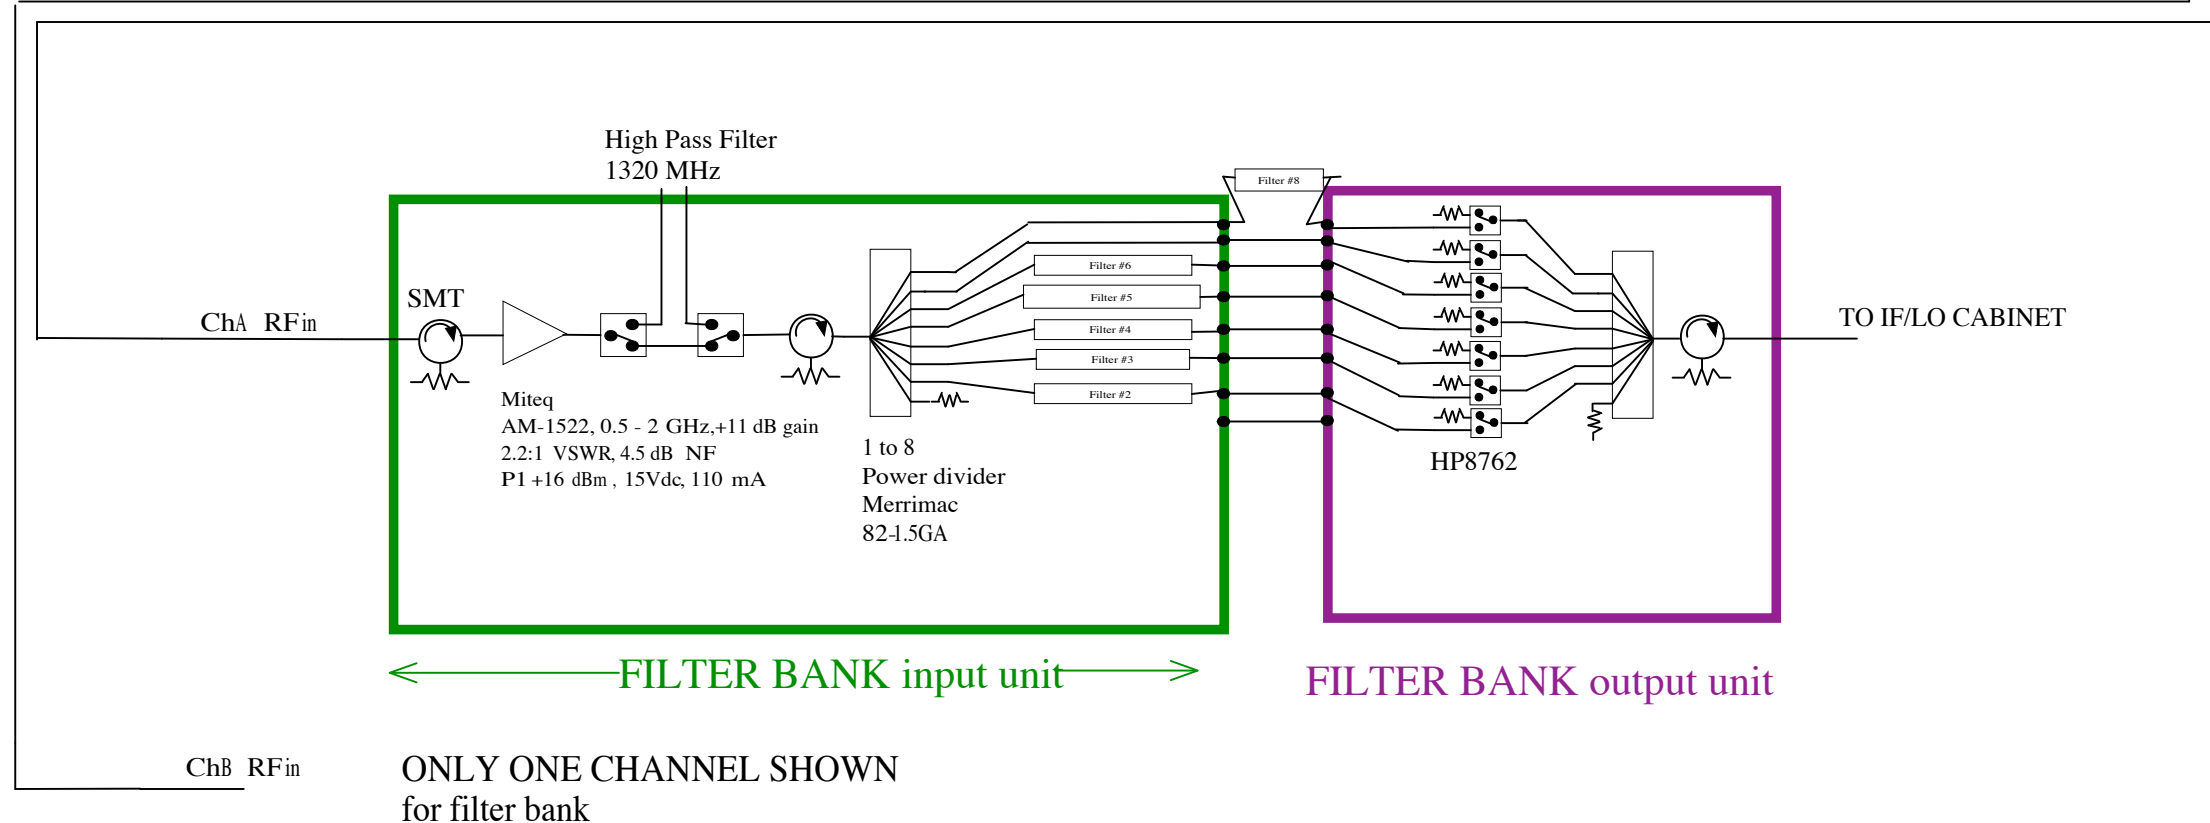 High Pass Filter
1320 MHz
Filter #8
Filter #6
Filter #5
Filter #4
Filter #3
Filter #2
SMT
ChA RFin
TO IF/LO CABINET
Miteq
AM-1522, 0.5 - 2 GHz,+11 dB gain
2.2:1 VSWR, 4.5 dB NF
P1 +16 dBm , 15Vdc, 110 mA
1 to 8
Power divider
Merrimac
82-1.5GA
HP8762
FILTER BANK input unit
FILTER BANK output unit
ChB RFin
ONLY ONE CHANNEL SHOWN
for filter bank